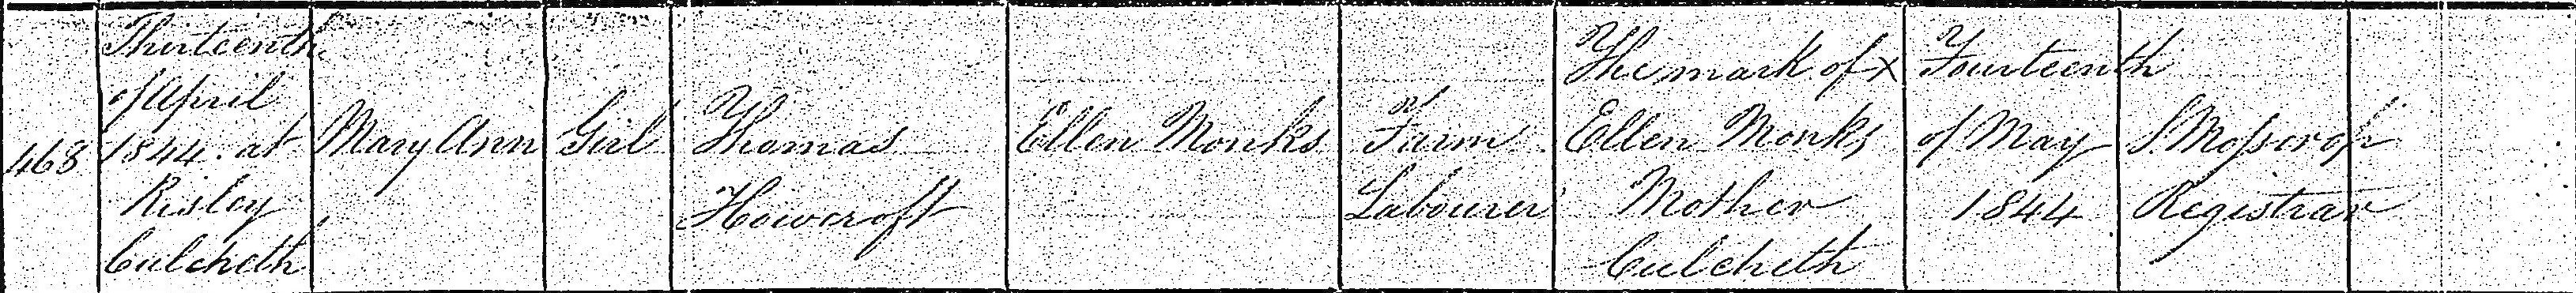 468
Thirteenth
of April
1844. at
Risley
Culcheth
Mary Ann
Girl
Thomas
Howcroft
Ellen Monks
Farm
Labourer
The mark of X
Ellen Monks
Mother
Culcheth
Fourteenth
of May
1844
S. Mosscrop
Registrar